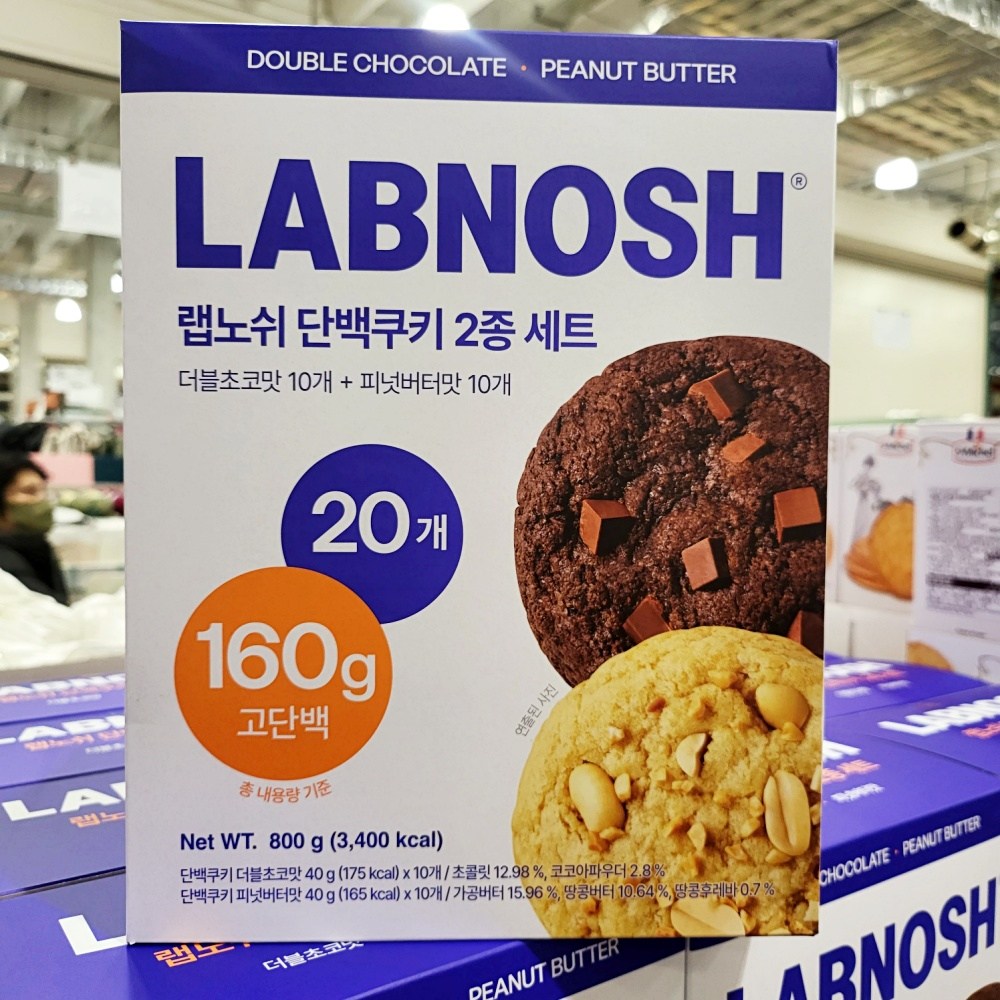 DOUBLE CHOCOLATE · PEANUT BUTTER
LABNOSH®
랩노쉬 단백쿠키 2종 세트
더블초코맛 10개 + 피넛버터맛 10개
20개
160g
고단백
총 내용량 기준
연출된 사진
Net WT. 800 g (3,400 kcal)
단백쿠키 더블초코맛 40 g (175 kcal) x 10개 / 초콜릿 12.98 %, 코코아파우더 2.8 %
단백쿠키 피넛버터맛 40 g (165 kcal) x 10개 / 가공버터 15.96 %, 땅콩버터 10.64 %, 땅콩후레바 0.7 %
LABNOSH
CHOCOLATE · PEANUT BUTTER
더블초코맛
PEANUT BUTTER